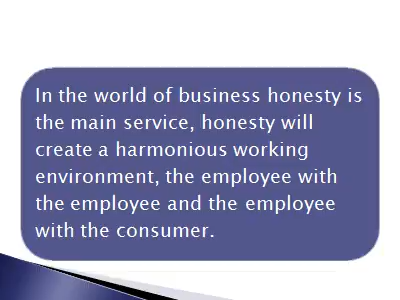 In the world of business honesty is
the main service, honesty will
create a harmonious working
environment, the employee with
the employee and the employee
with the consumer.